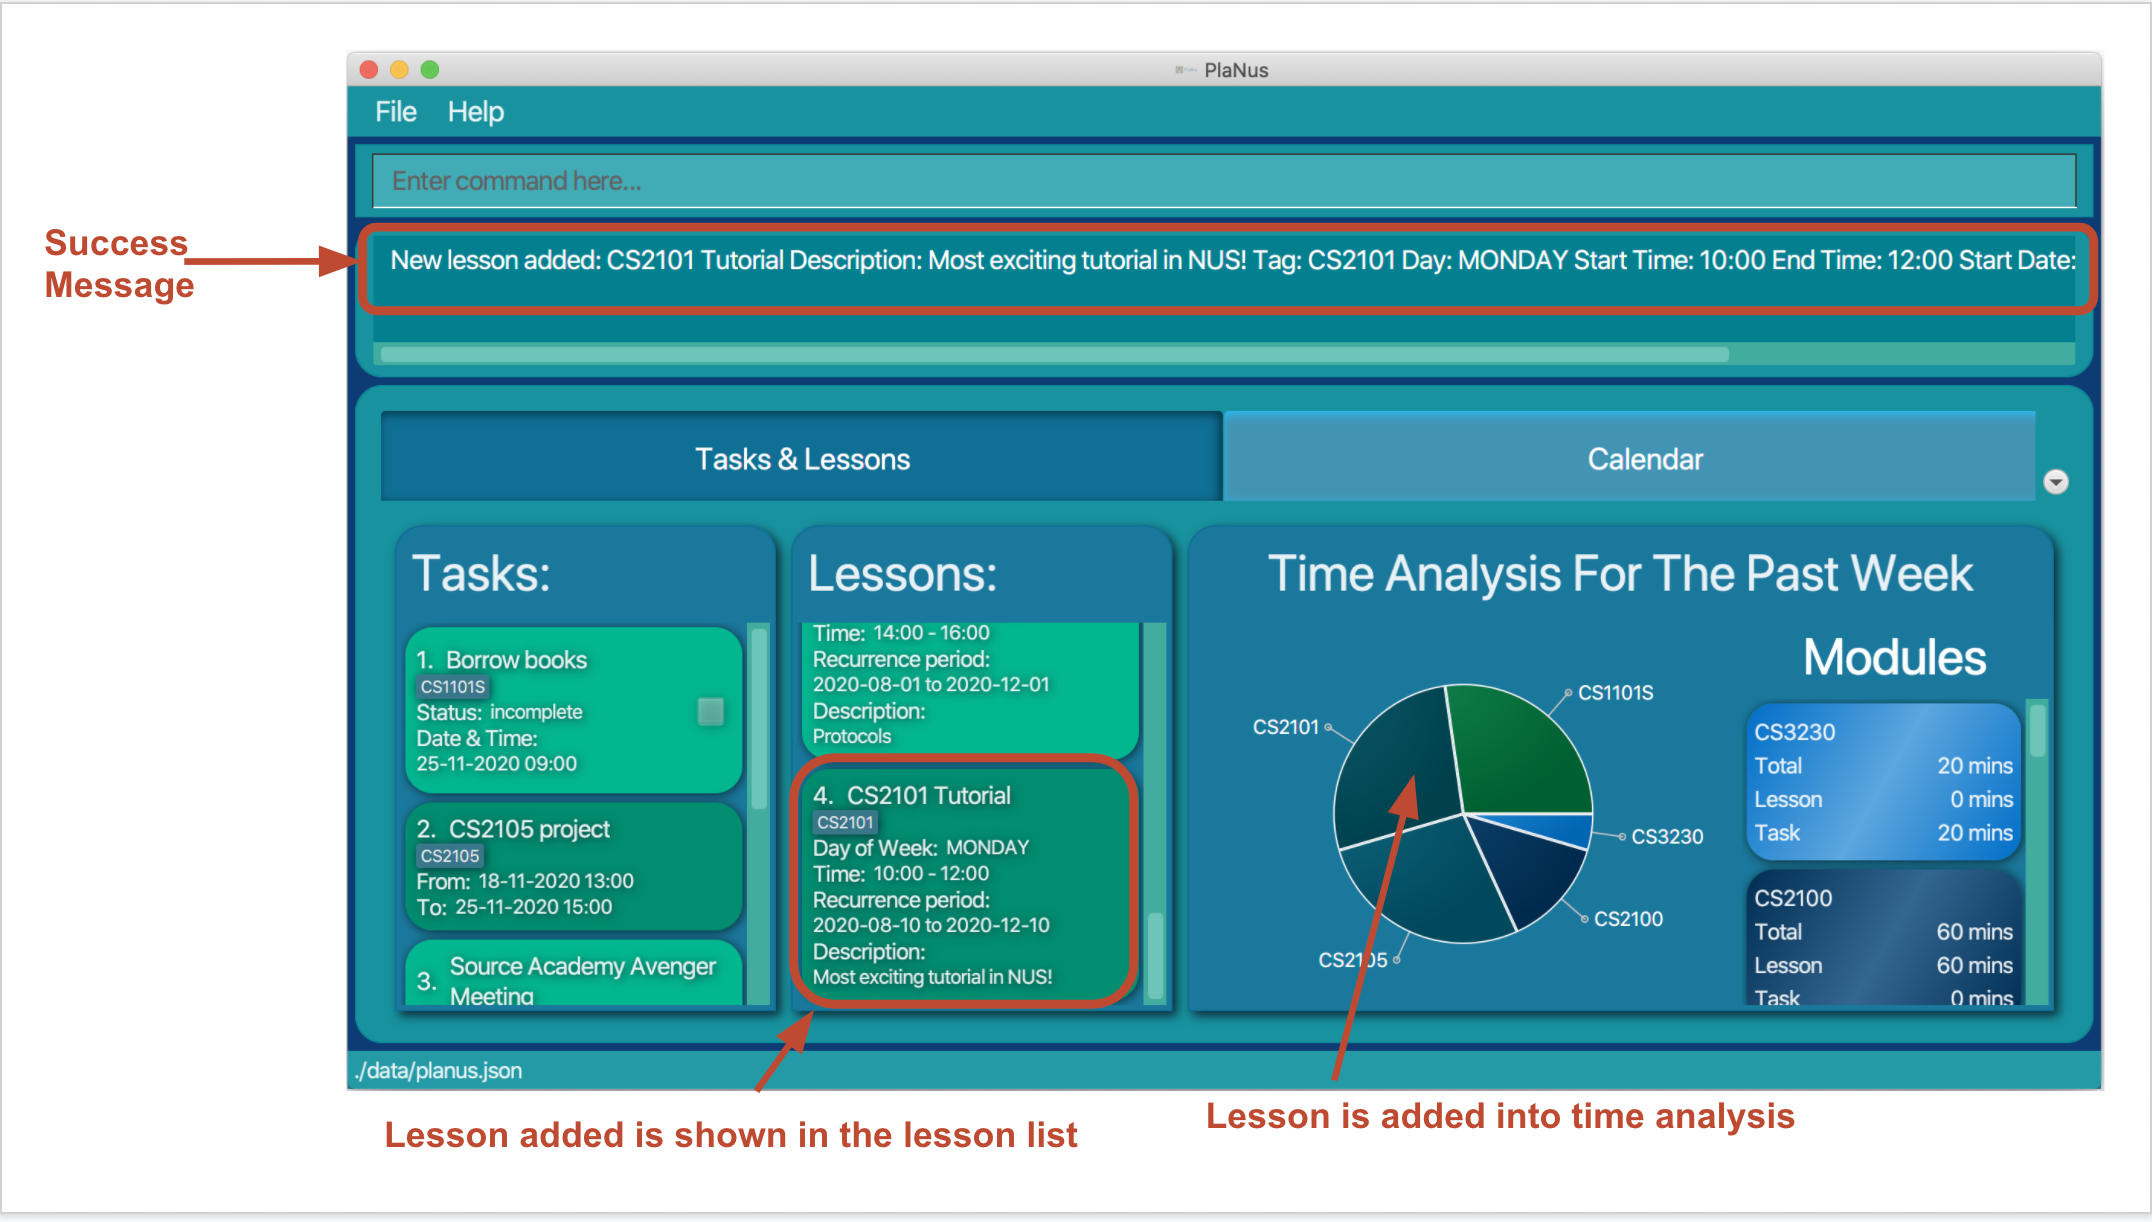 PlaNus
File Help
Enter command here...
Success
Message
New lesson added: CS2101 Tutorial Description: Most exciting tutorial in NUS! Tag: CS2101 Day: MONDAY Start Time: 10:00 End Time: 12:00 Start Date:
Tasks & Lessons
Calendar
Tasks:
1. Borrow books
CS1101S
Status: incomplete
Date & Time:
25-11-2020 09:00
2. CS2105 project
CS2105
From: 18-11-2020 13:00
To: 25-11-2020 15:00
3. Source Academy Avenger
Meeting
Lessons:
Time: 14:00 - 16:00
Recurrence period:
2020-08-01 to 2020-12-01
Description:
Protocols
4. CS2101 Tutorial
CS2101
Day of Week: MONDAY
Time: 10:00 - 12:00
Recurrence period:
2020-08-10 to 2020-12-10
Description:
Most exciting tutorial in NUS!
Time Analysis For The Past Week
CS1101S
CS2101
CS3230
CS2100
CS2105
Modules
CS3230
Total 20 mins
Lesson 0 mins
Task 20 mins
CS2100
Total 60 mins
Lesson 60 mins
Task 0 mins
./data/planus.json
Lesson added is shown in the lesson list
Lesson is added into time analysis